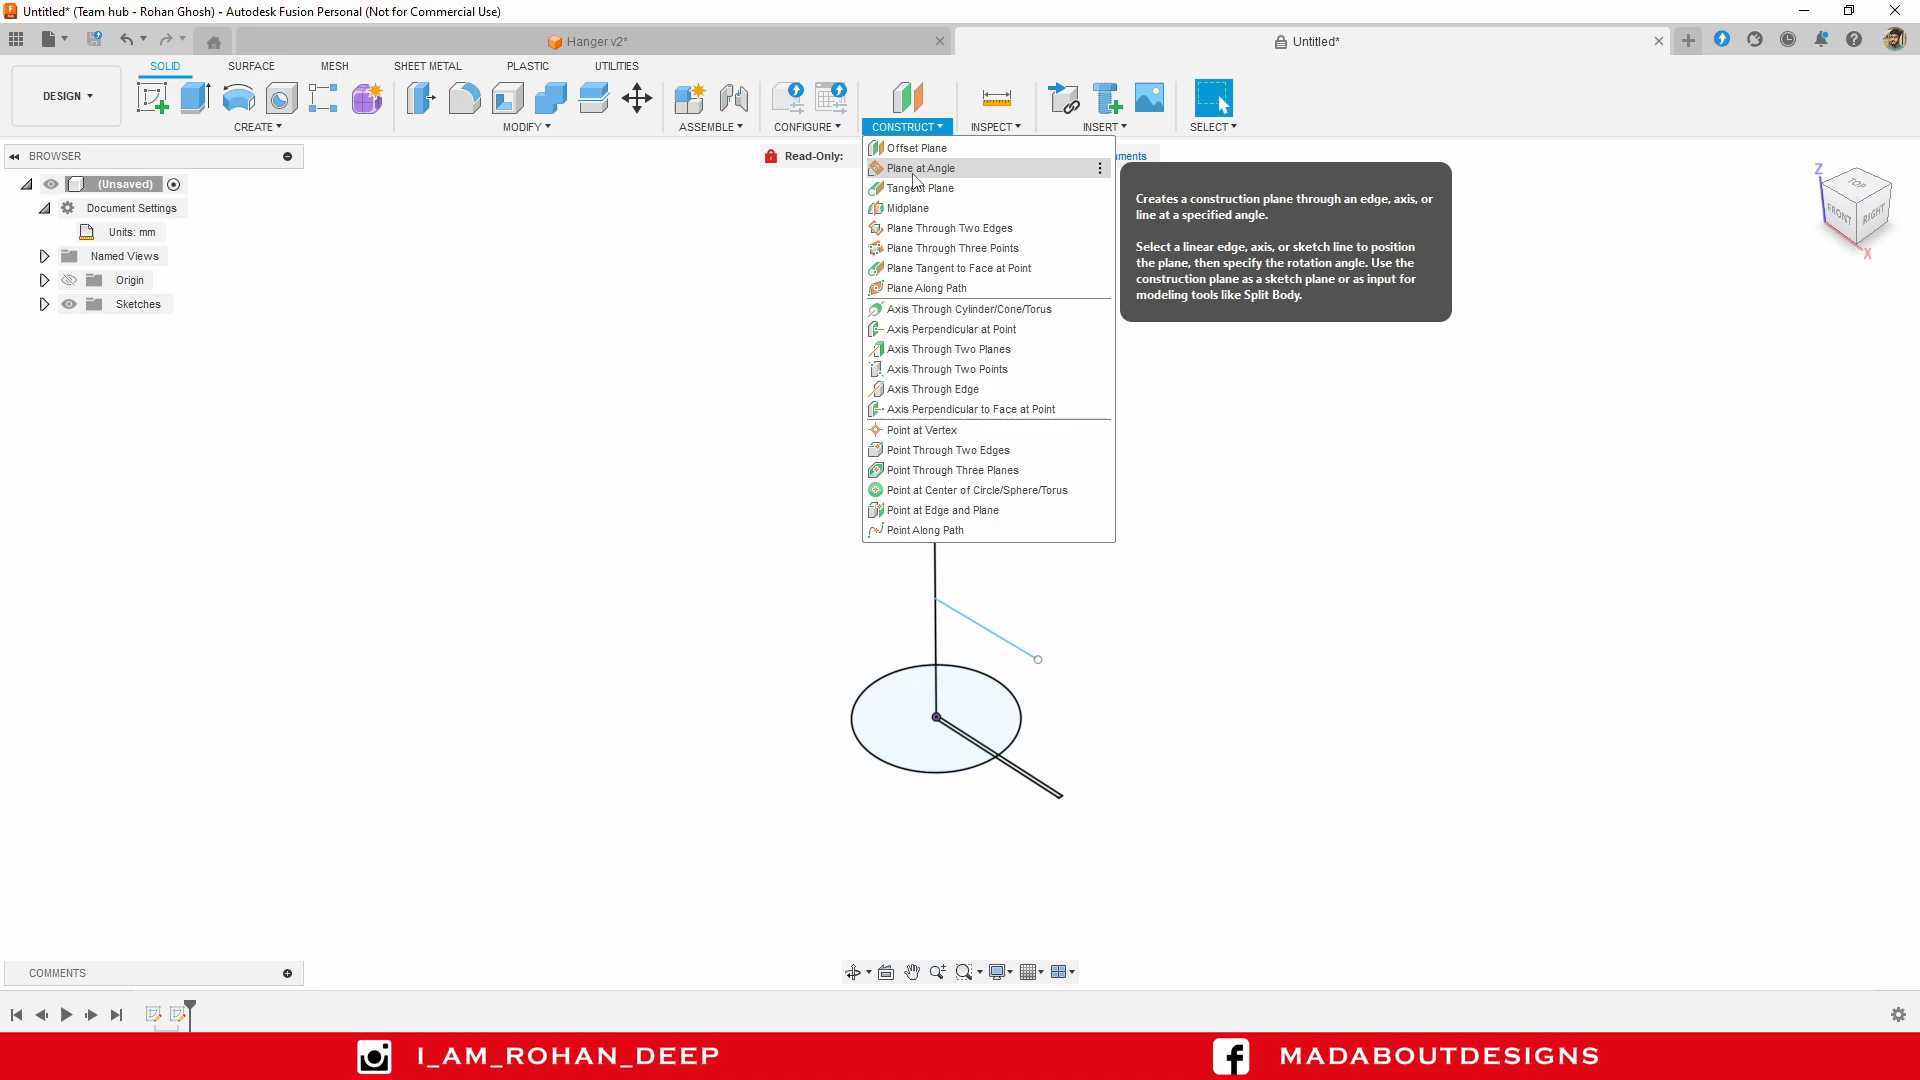 Untitled* (Team hub - Rohan Ghosh) - Autodesk Fusion Personal (Not for Commercial Use)
Hanger v2*
Untitled*
DESIGN
SOLID
SURFACE
MESH
SHEET METAL
PLASTIC
UTILITIES
CREATE
MODIFY
ASSEMBLE
CONFIGURE
CONSTRUCT
INSPECT
INSERT
SELECT
BROWSER
(Unsaved)
Document Settings
Units: mm
Named Views
Origin
Sketches
Read-Only:
uments
Offset Plane
Plane at Angle
Tangent Plane
Midplane
Plane Through Two Edges
Plane Through Three Points
Plane Tangent to Face at Point
Plane Along Path
Axis Through Cylinder/Cone/Torus
Axis Perpendicular at Point
Axis Through Two Planes
Axis Through Two Points
Axis Through Edge
Axis Perpendicular to Face at Point
Point at Vertex
Point Through Two Edges
Point Through Three Planes
Point at Center of Circle/Sphere/Torus
Point at Edge and Plane
Point Along Path
Creates a construction plane through an edge, axis, or
line at a specified angle.
Select a linear edge, axis, or sketch line to position
the plane, then specify the rotation angle. Use the
construction plane as a sketch plane or as input for
modeling tools like Split Body.
Z
TOP
FRONT
RIGHT
X
COMMENTS
I_AM_ROHAN_DEEP
MADABOUTDESIGNS